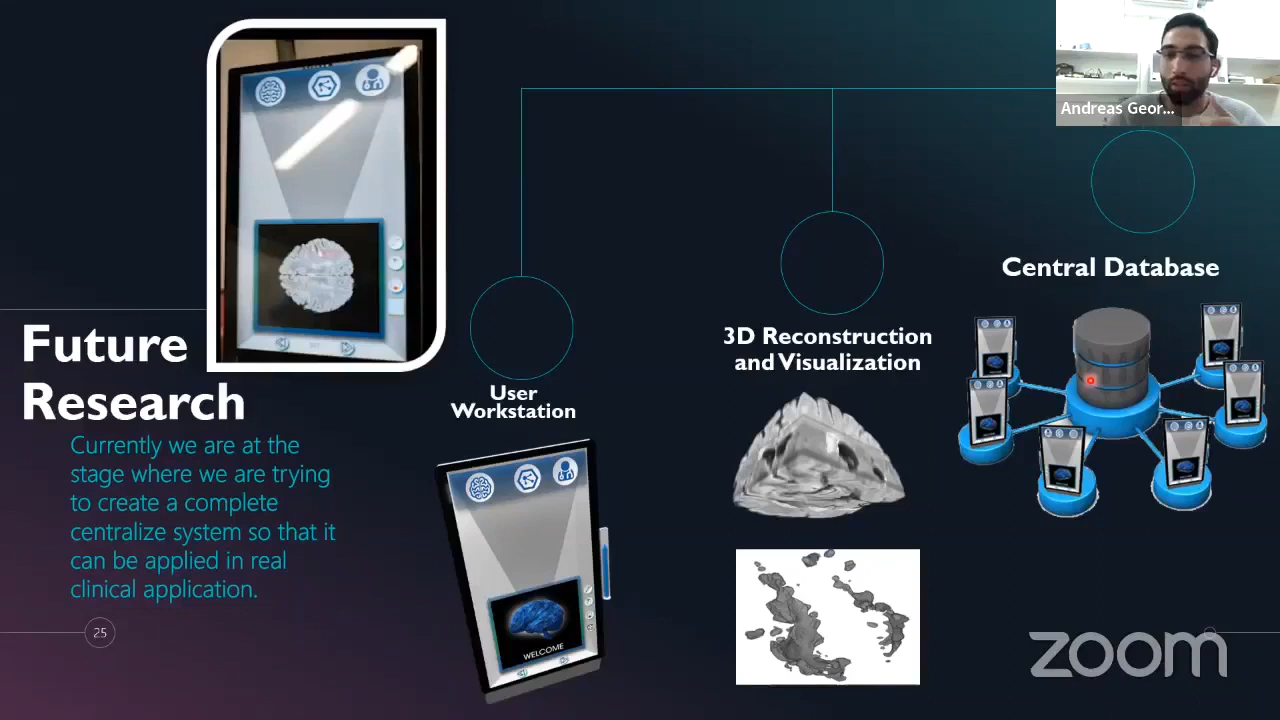 Andreas Geor...
Future
Research
Currently we are at the
stage where we are trying
to create a complete
centralize system so that it
can be applied in real
clinical application.
25
User
Workstation
WELCOME
3D Reconstruction
and Visualization
Central Database
zoom